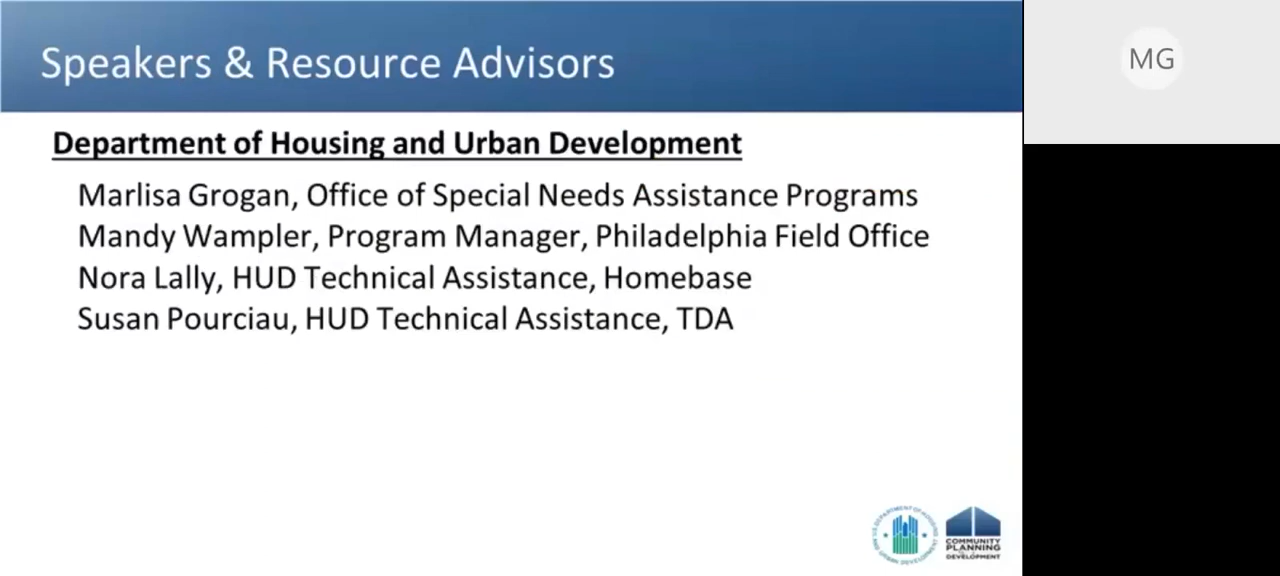 Speakers & Resource Advisors
MG
Department of Housing and Urban Development
Marlisa Grogan, Office of Special Needs Assistance Programs
Mandy Wampler, Program Manager, Philadelphia Field Office
Nora Lally, HUD Technical Assistance, Homebase
Susan Pourciau, HUD Technical Assistance, TDA
COMMUNITY
PLANNING
DEVELOPMENT